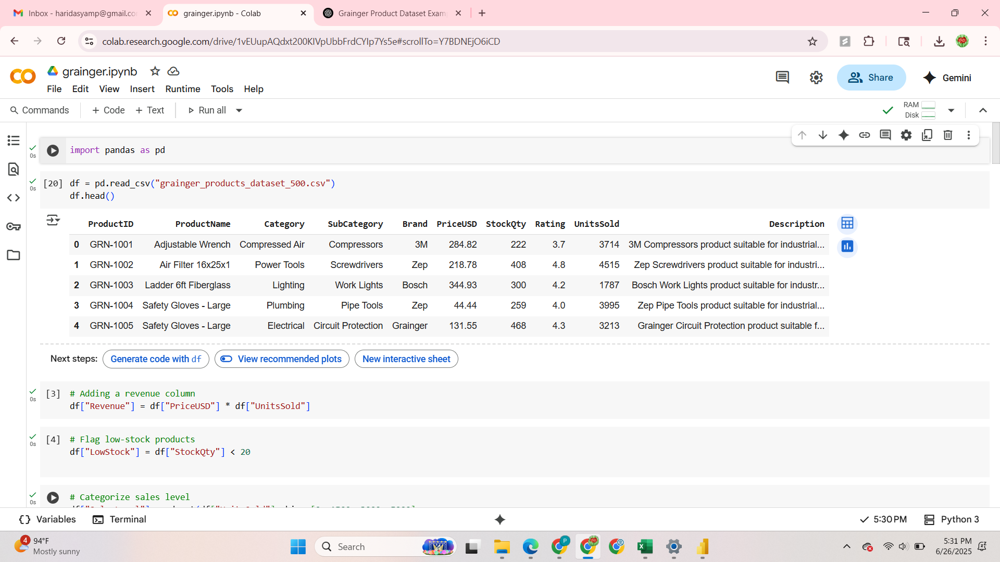 Inbox - haridasyamp@gmail.co
grainger.ipynb - Colab
Grainger Product Dataset Exam
colab.research.google.com/drive/1vEUupAQdxt200KIVpUbbFrdCYIp7Ys5e#scrollTo=Y7BDNEjO6iCD
grainger.ipynb
File Edit View Insert Runtime Tools Help
Share
Gemini
Commands + Code + Text Run all
RAM
Disk
0s
import pandas as pd
[20] df = pd.read_csv("grainger_products_dataset_500.csv")
0s
df.head()
ProductID ProductName Category SubCategory Brand PriceUSD StockQty Rating UnitsSold Description
0 GRN-1001 Adjustable Wrench Compressed Air Compressors 3M 284.82 222 3.7 3714 3M Compressors product suitable for industrial...
1 GRN-1002 Air Filter 16x25x1 Power Tools Screwdrivers Zep 218.78 408 4.8 4515 Zep Screwdrivers product suitable for industri...
2 GRN-1003 Ladder 6ft Fiberglass Lighting Work Lights Bosch 344.93 300 4.2 1787 Bosch Work Lights product suitable for industr...
3 GRN-1004 Safety Gloves - Large Plumbing Pipe Tools Zep 44.44 259 4.0 3995 Zep Pipe Tools product suitable for industrial...
4 GRN-1005 Safety Gloves - Large Electrical Circuit Protection Grainger 131.55 468 4.3 3213 Grainger Circuit Protection product suitable f...
Next steps: Generate code with df View recommended plots New interactive sheet
[3] # Adding a revenue column
0s
df["Revenue"] = df["PriceUSD"] * df["UnitsSold"]
[4] # Flag low-stock products
0s
df["LowStock"] = df["StockQty"] < 20
# Categorize sales level
0s
Variables Terminal
5:30 PM Python 3
4
94°F
Mostly sunny
Search
P
5:31 PM
6/26/2025